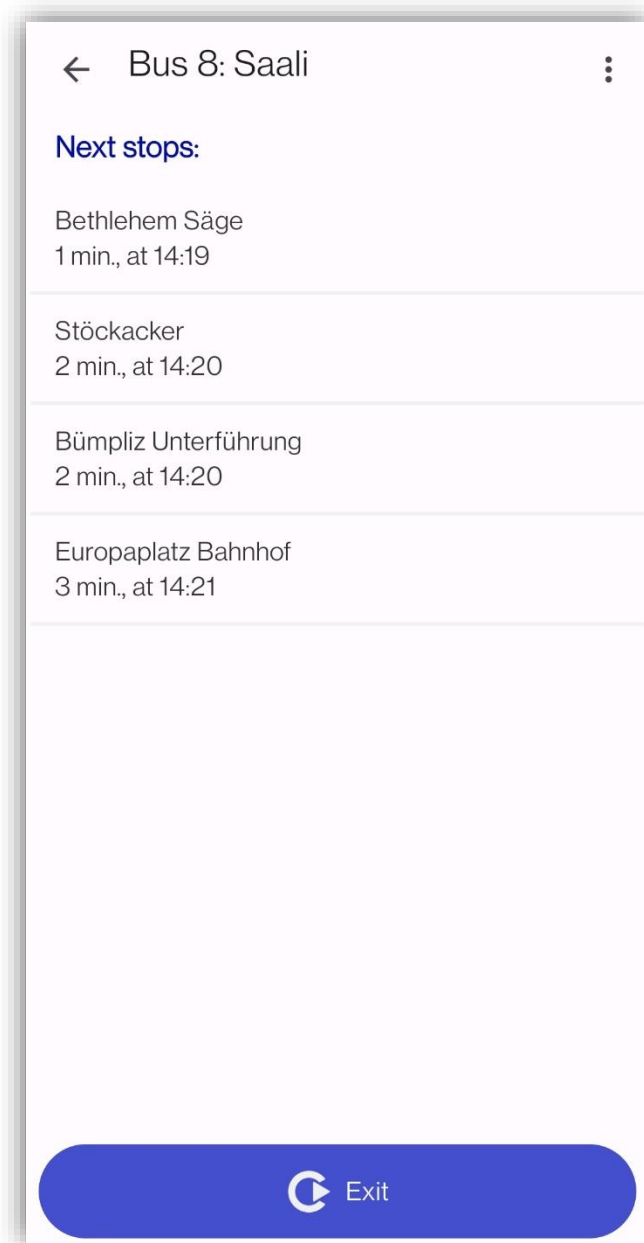 Bus 8: Saali
Next stops:
Bethlehem Säge
1 min., at 14:19
Stöckacker
2 min., at 14:20
Bümpliz Unterführung
2 min., at 14:20
Europaplatz Bahnhof
3 min., at 14:21
Exit